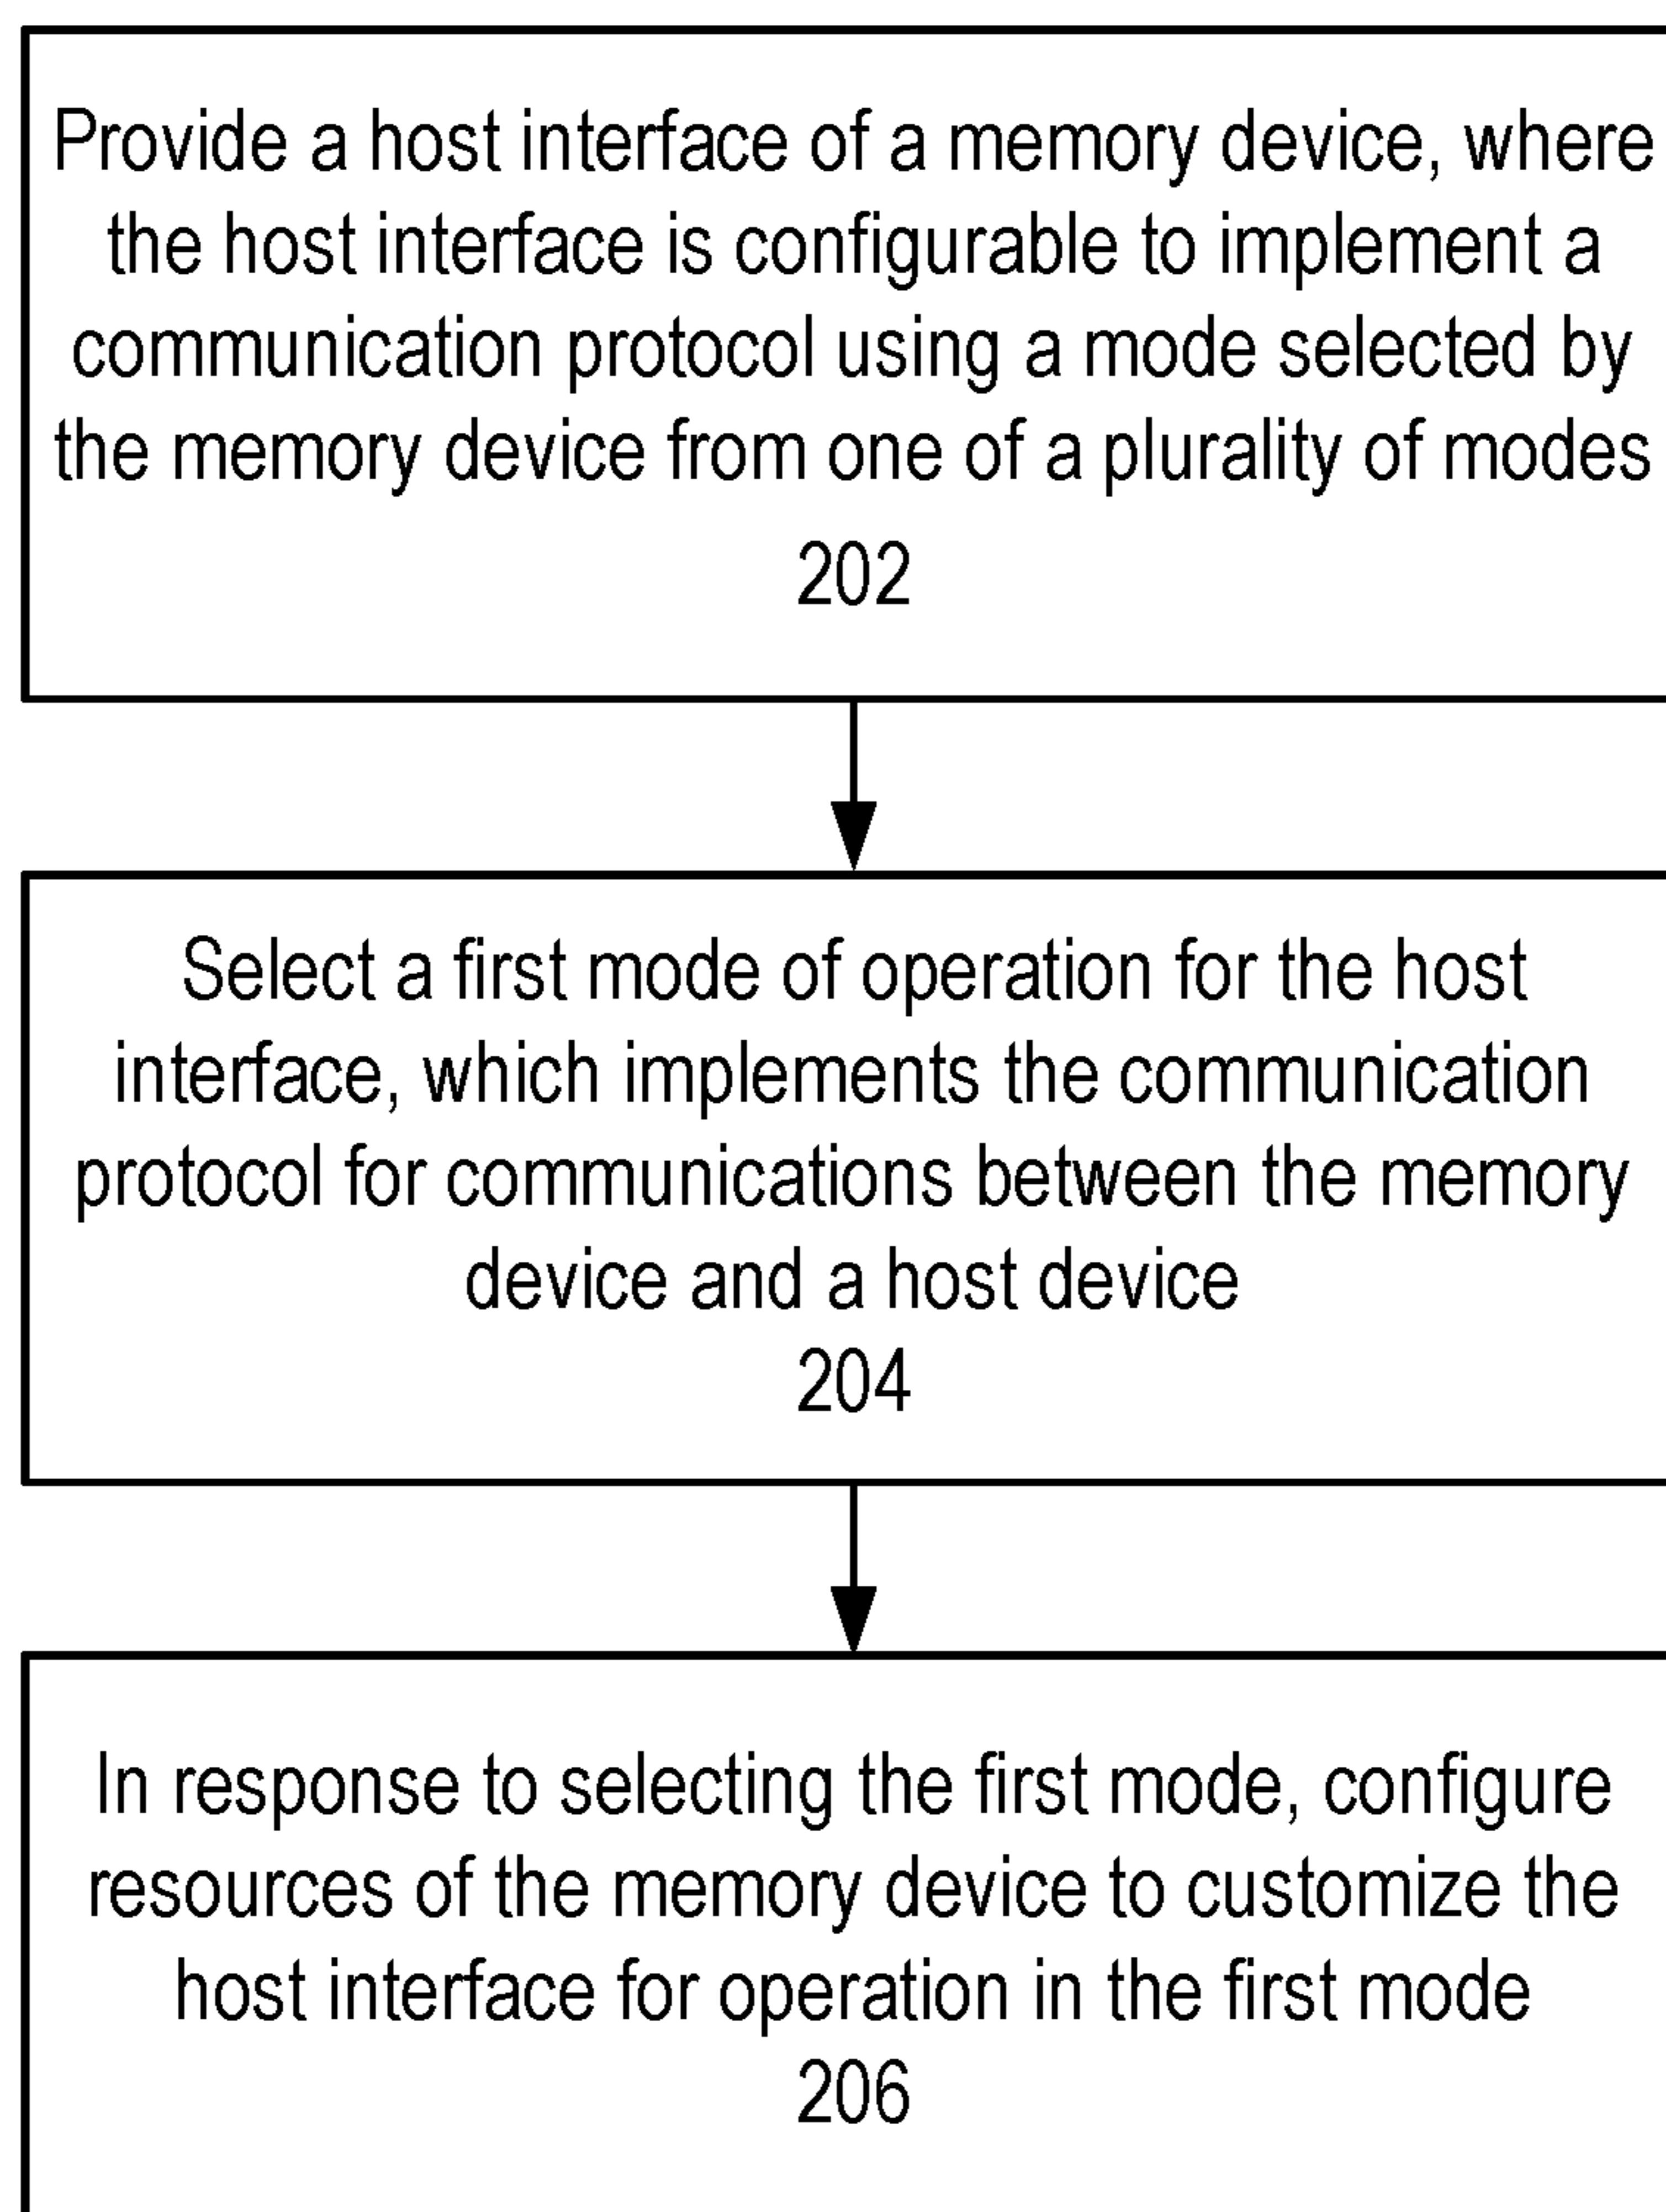 Provide a host interface of a memory device, where
the host interface is configurable to implement a
communication protocol using a mode selected by
the memory device from one of a plurality of modes
202
Select a first mode of operation for the host
interface, which implements the communication
protocol for communications between the memory
device and a host device
204
In response to selecting the first mode, configure
resources of the memory device to customize the
host interface for operation in the first mode
206